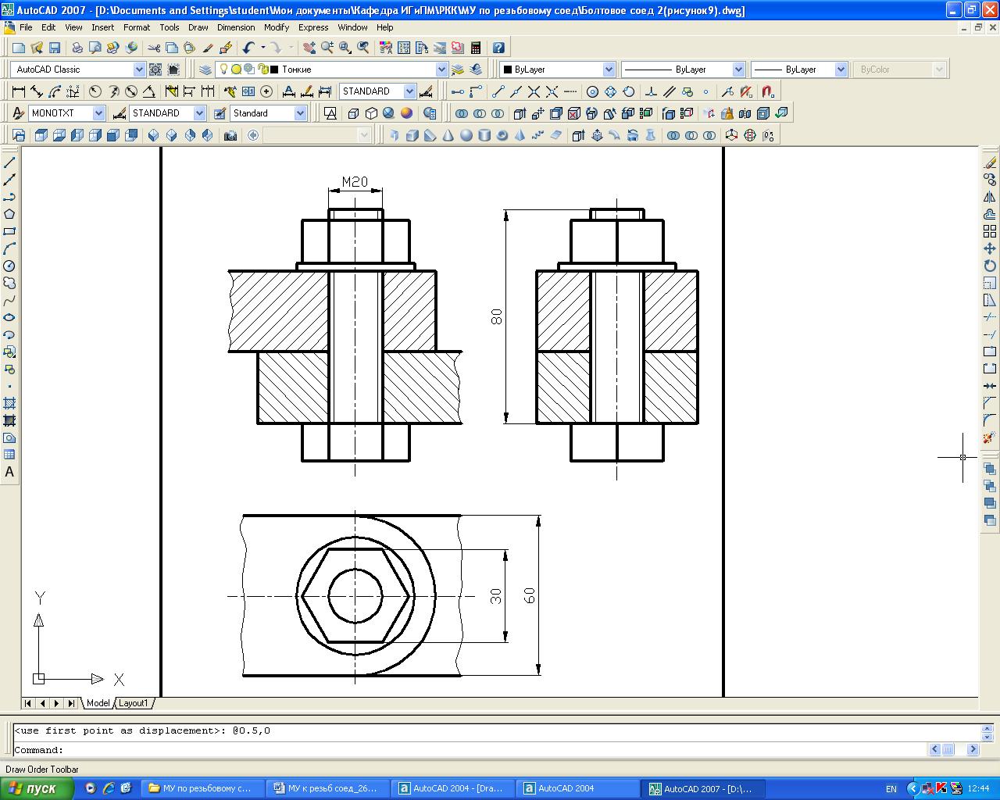 AutoCAD 2007 - [D:\Documents and Settings\student\Мои документы\Кафедра ИГиПМ\РКК\МУ по резьбовому соед\Болтовое соед 2(рисунок9).dwg]
File Edit View Insert Format Tools Draw Dimension Modify Express Window Help
AutoCAD Classic Тонкие ByLayer ByLayer ByLayer ByColor
STANDARD
MONOTXT STANDARD Standard
M20
80
30
60
Y
X
A
Model Layout1
<use first point as displacement>: @0.5,0
Command:
Draw Order Toolbar
пуск МУ по резьбовому с... МУ к резьб соед_26... AutoCAD 2004 - [Dra... AutoCAD 2004 AutoCAD 2007 - [D:\... EN 12:44